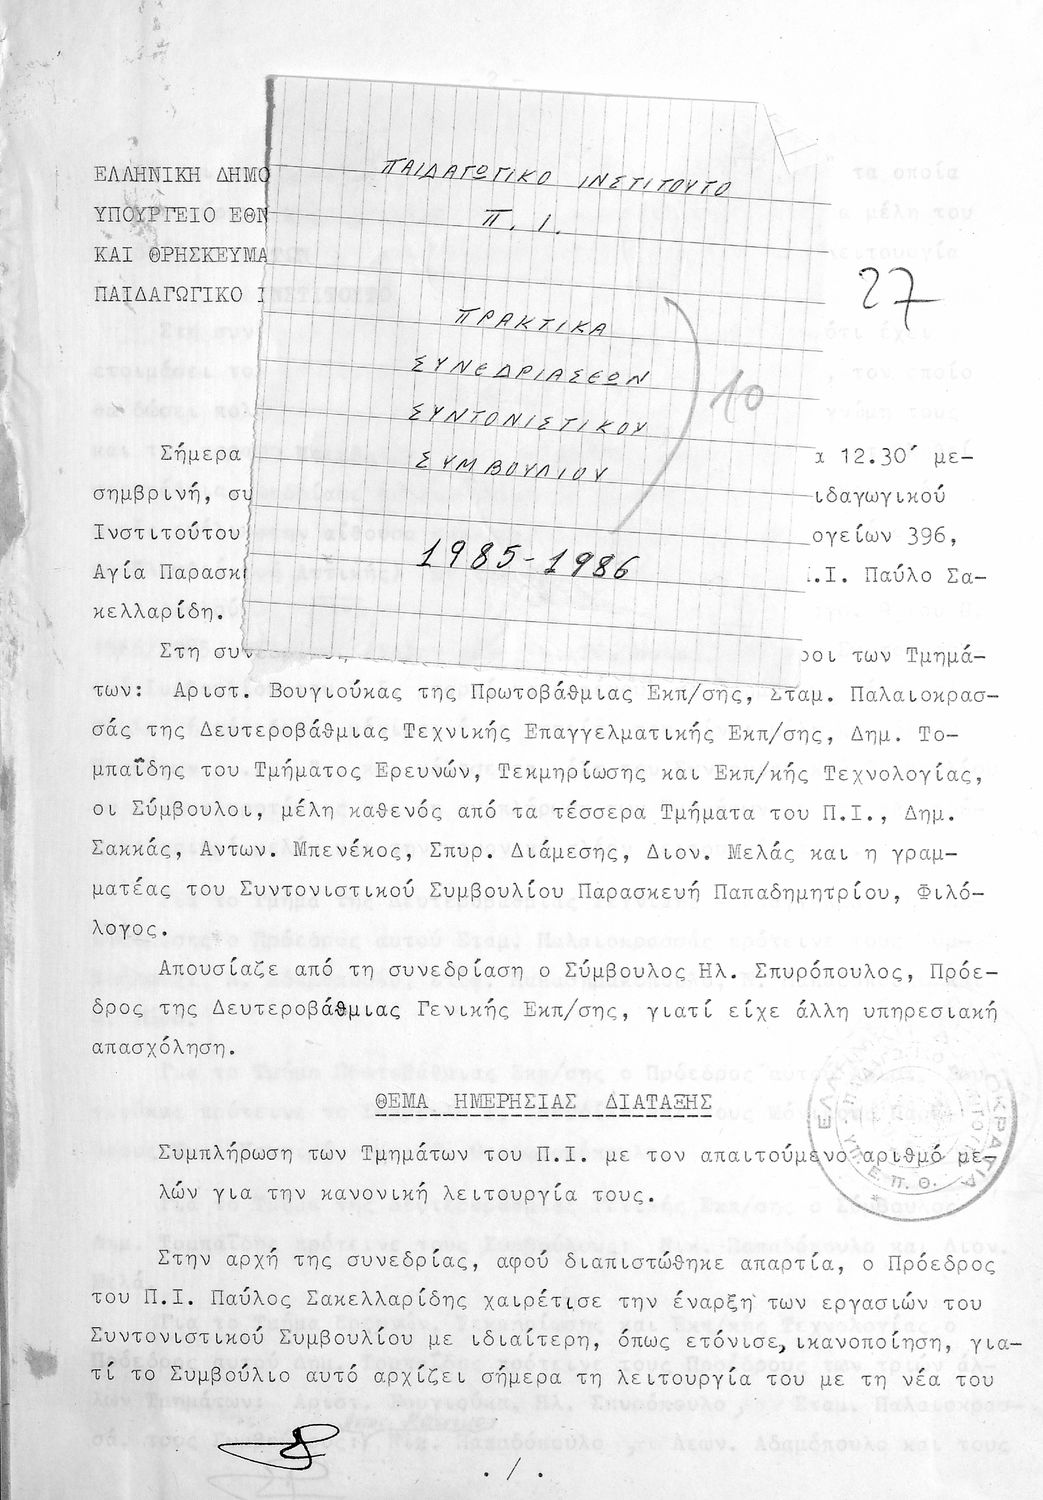 ΕΛΛΗΝΙΚΗ ΔΗΜΟ
ΥΠΟΥΡΓΕΙΟ ΕΘΝ
ΚΑΙ ΘΡΗΣΚΕΥΜΑ
ΠΑΙΔΑΓΩΓΙΚΟ Ι
ΠΑΙΔΑΓΩΓΙΚΟ ΙΝΣΤΙΤΟΥΤΟ
Π. Ι.
ΠΡΑΚΤΙΚΑ
ΣΥΝΕΔΡΙΑΣΕΩΝ
ΣΥΝΤΟΝΙΣΤΙΚΟΥ
ΣΥΜΒΟΥΛΙΟΥ
10
1985-1986
27
Σήμερα α 12.30΄ με-
σημβρινή, συ ιδαγωγικού
Ινστιτούτου ογείων 396,
Αγία Παρασκ .Ι. Παύλο Σα-
κελλαρίδη.
Στη συν ροι των Τμημά-
των: Αριστ. Βουγιούκας της Πρωτοβάθμιας Εκπ/σης, Σταμ. Παλαιοκρασ-
σάς της Δευτεροβάθμιας Τεχνικής Επαγγελματικής Εκπ/σης, Δημ. Το-
μπαΐδης του Τμήματος Ερευνών, Τεκμηρίωσης και Εκπ/κής Τεχνολογίας,
οι Σύμβουλοι, μέλη καθενός από τα τέσσερα Τμήματα του Π.Ι., Δημ.
Σακκάς, Αντων. Μπενέκος, Σπυρ. Διάμεσης, Διον. Μελάς και η γραμ-
ματέας του Συντονιστικού Συμβουλίου Παρασκευή Παπαδημητρίου, Φιλό-
λογος.
Απουσίαζε από τη συνεδρίαση ο Σύμβουλος Ηλ. Σπυρόπουλος, Πρόε-
δρος της Δευτεροβάθμιας Γενικής Εκπ/σης, γιατί είχε άλλη υπηρεσιακή
απασχόληση.
ΘΕΜΑ ΗΜΕΡΗΣΙΑΣ ΔΙΑΤΑΞΗΣ
Συμπλήρωση των Τμημάτων του Π.Ι. με τον απαιτούμενο αριθμό με-
λών για την κανονική λειτουργία τους.
Στην αρχή της συνεδρίας, αφού διαπιστώθηκε απαρτία, ο Πρόεδρος
του Π.Ι. Παύλος Σακελλαρίδης χαιρέτισε την έναρξη των εργασιών του
Συντονιστικού Συμβουλίου με ιδιαίτερη, όπως ετόνισε, ικανοποίηση, για-
τί το Συμβούλιο αυτό αρχίζει σήμερα τη λειτουργία του με τη νέα του
. / .